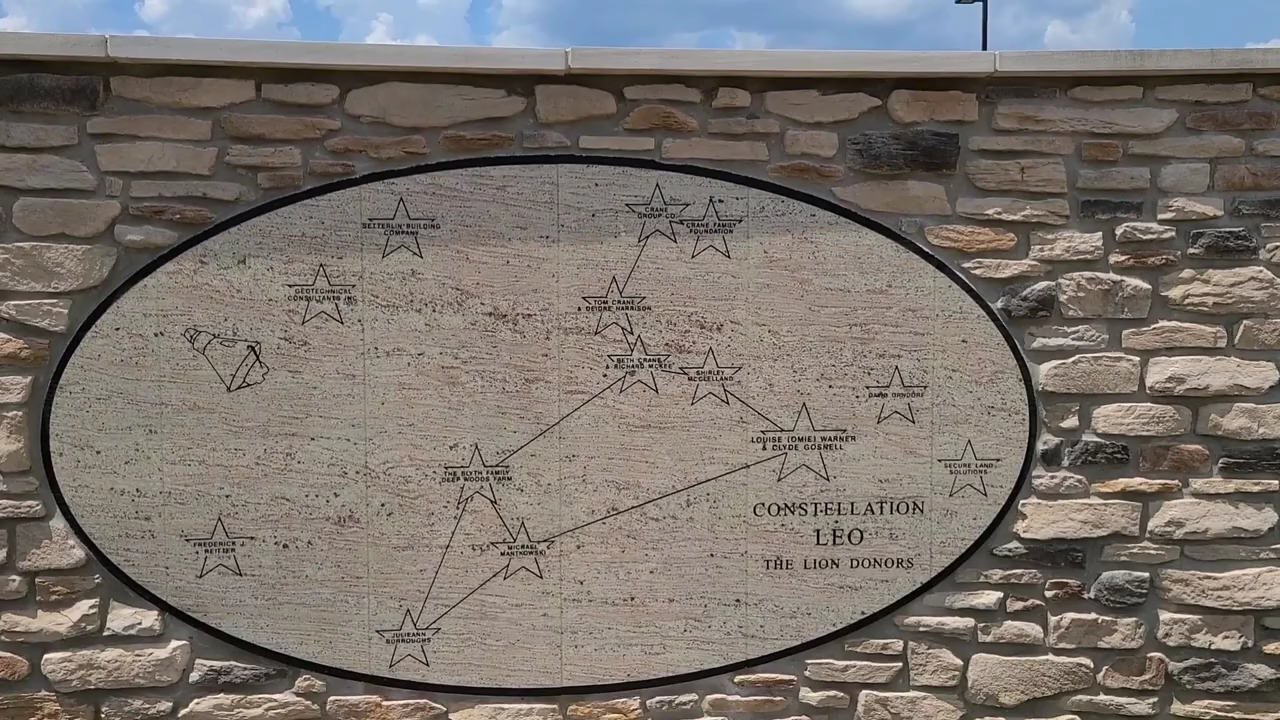 SETTERLIN BUILDING
COMPANY
CRANE
GROUP CO.
CRANE FAMILY
FOUNDATION
GEOTECHNICAL
CONSULTANTS INC
TOM CRANE
& DEIDRE HARRISON
BETH CRANE
& RICHARD MCKEE
SHIRLEY
MCCLELLAND
DAVID ORNDORF
LOUISE (OMIE) WARNER
& CLYDE GOSNELL
THE BLYTH FAMILY
DEEP WOODS FARM
SECURE LAND
SOLUTIONS
FREDERICK J.
REITTER
MICHAEL
MANTKOWSKI
JULIEANN
BURROUGHS
CONSTELLATION
LEO
THE LION DONORS